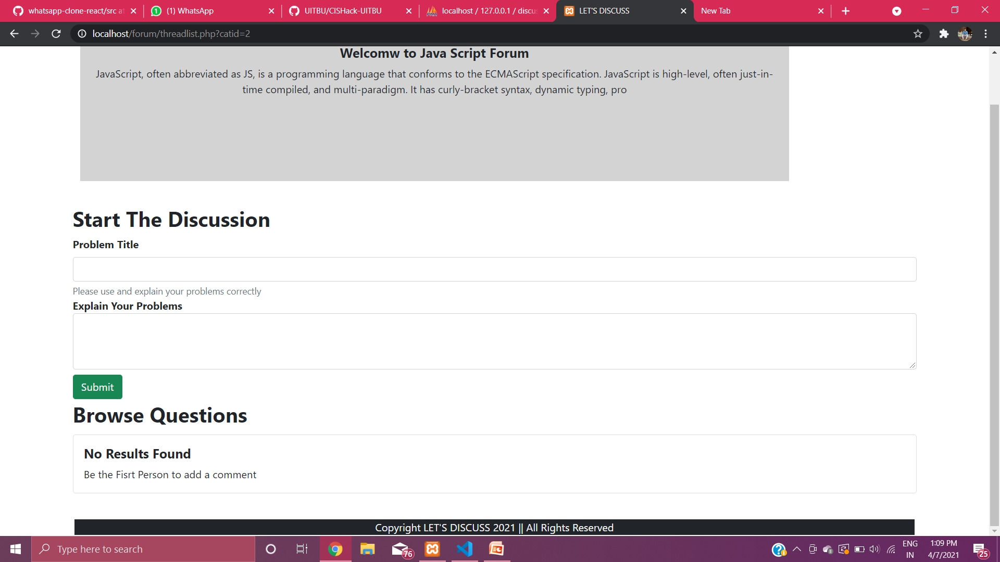 whatsapp-clone-react/src at
(1) WhatsApp
UITBU/CISHack-UITBU
localhost / 127.0.0.1 / discus
LET'S DISCUSS
New Tab
localhost/forum/threadlist.php?catid=2
Welcomw to Java Script Forum
JavaScript, often abbreviated as JS, is a programming language that conforms to the ECMAScript specification. JavaScript is high-level, often just-in-
time compiled, and multi-paradigm. It has curly-bracket syntax, dynamic typing, pro
Start The Discussion
Problem Title
Please use and explain your problems correctly
Explain Your Problems
Submit
Browse Questions
No Results Found
Be the Fisrt Person to add a comment
Copyright LET'S DISCUSS 2021 || All Rights Reserved
Type here to search
76
ENG
IN
1:09 PM
4/7/2021
25